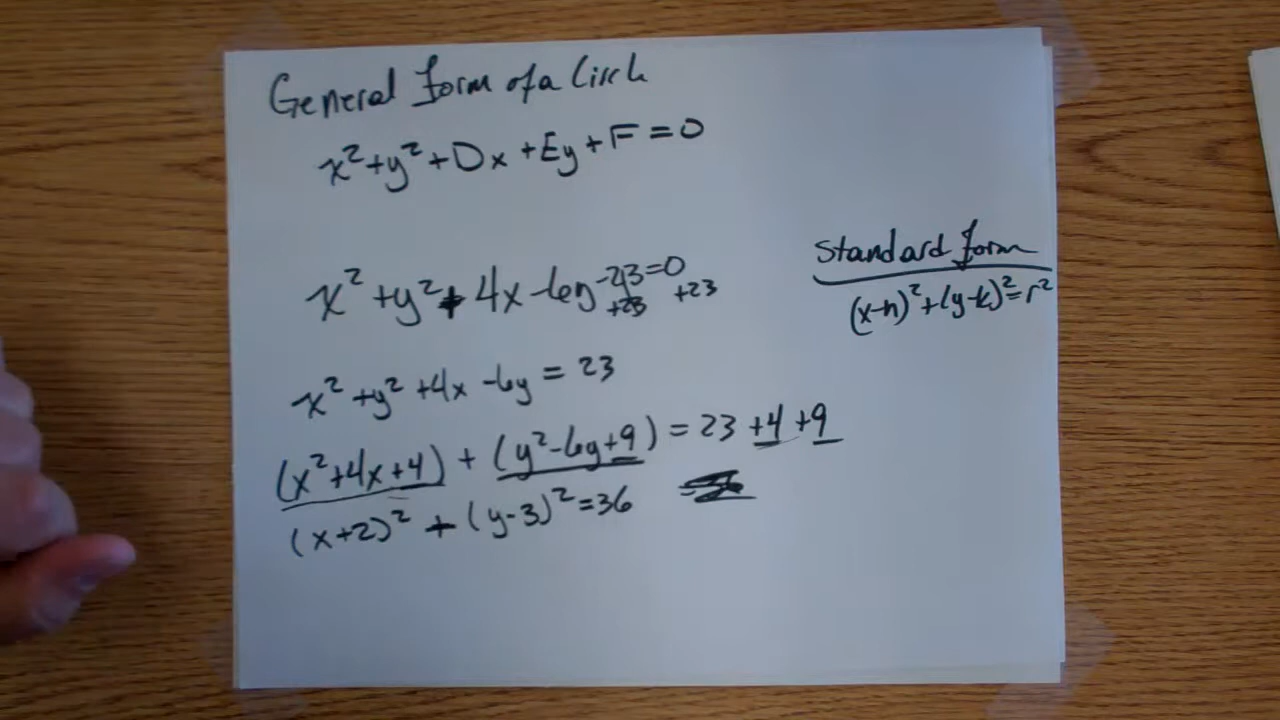 General form of a Circle
x²+y²+Dx+Ey+F=0
x²+y²+4x-6y-23=0
+23 +23
Standard form
(x-h)²+(y-k)²=r²
x²+y²+4x-6y=23
(x²+4x+4)+(y²-6y+9)=23+4+9
(x+2)²+(y-3)²=36